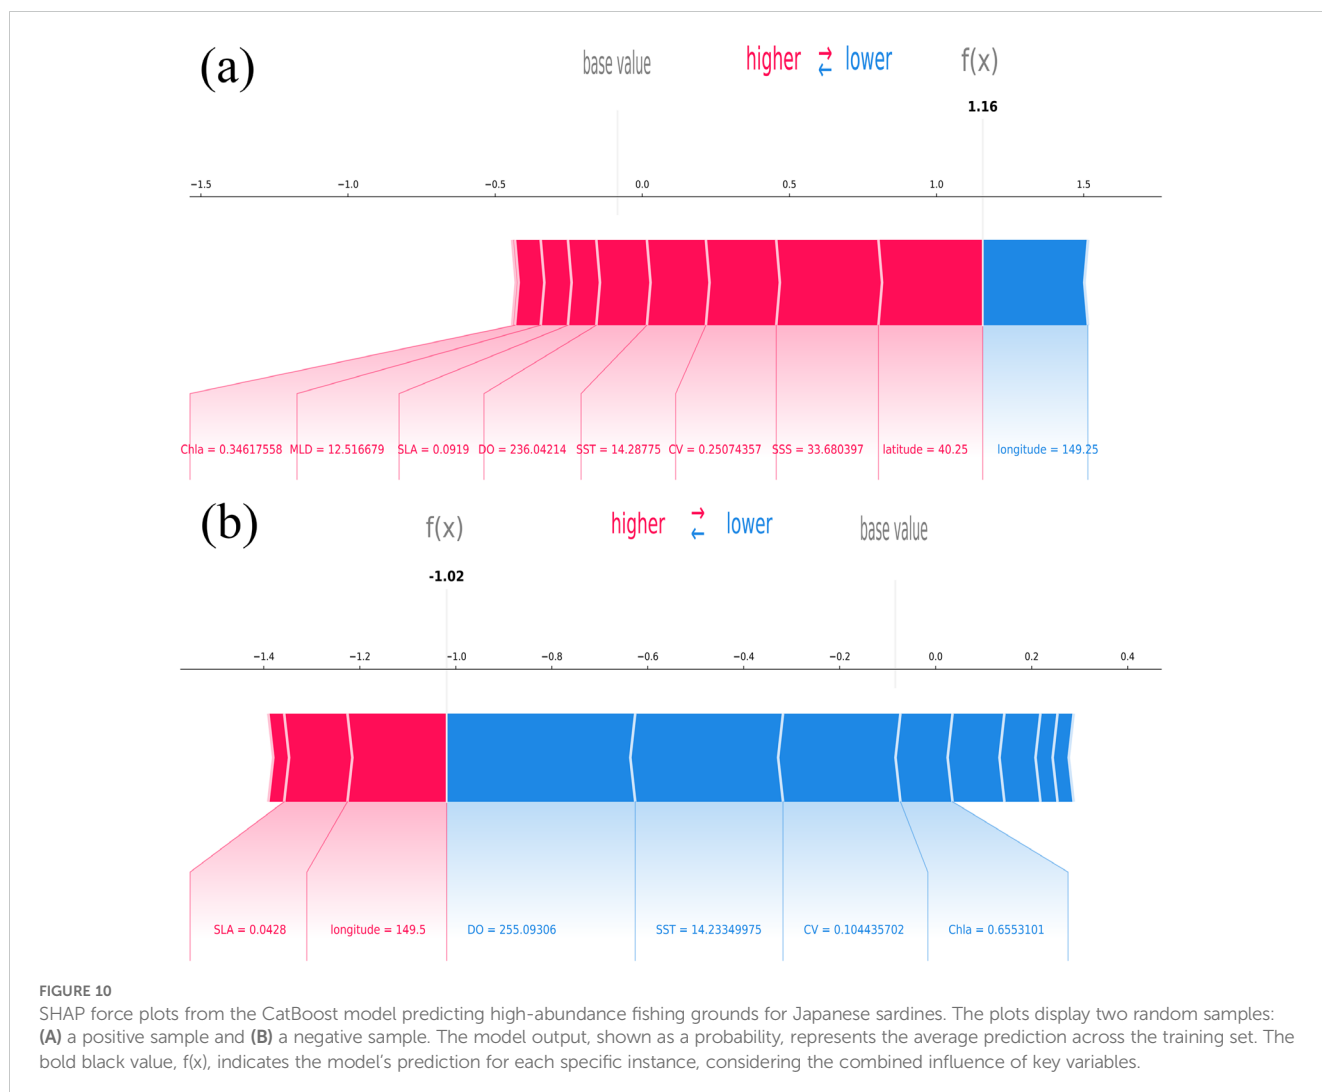 (a)
base value
higher → ← lower
f(x)
1.16
−1.5 −1.0 −0.5 0.0 0.5 1.0 1.5
Chla = 0.34617558 MLD = 12.516679 SLA = 0.0919 DO = 236.04214 SST = 14.28775 CV = 0.25074357 SSS = 33.680397 latitude = 40.25 longitude = 149.25
(b)
f(x)
higher → ← lower
base value
-1.02
−1.4 −1.2 −1.0 −0.8 −0.6 −0.4 −0.2 0.0 0.2 0.4
SLA = 0.0428 longitude = 149.5 DO = 255.09306 SST = 14.23349975 CV = 0.104435702 Chla = 0.6553101
FIGURE 10
SHAP force plots from the CatBoost model predicting high-abundance fishing grounds for Japanese sardines. The plots display two random samples:
(A) a positive sample and (B) a negative sample. The model output, shown as a probability, represents the average prediction across the training set. The
bold black value, f(x), indicates the model's prediction for each specific instance, considering the combined influence of key variables.